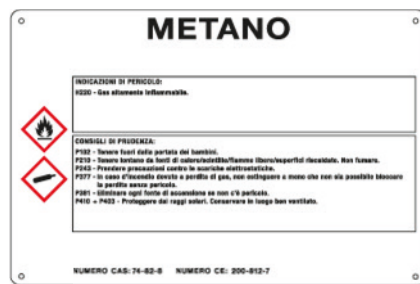 METANO
INDICAZIONI DI PERICOLO:
H220 - Gas altamente infiammabile.
CONSIGLI DI PRUDENZA:
P102 - Tenere fuori dalla portata dei bambini.
P210 - Tenere lontano da fonti di calore/scintille/fiamme libere/superfici riscaldate. Non fumare.
P243 - Prendere precauzioni contro le scariche elettrostatiche.
P377 - In caso d'incendio dovuto a perdita di gas, non estinguere a meno che non sia possibile bloccare
la perdita senza pericolo.
P381 - Eliminare ogni fonte di accensione se non c'è pericolo.
P410 + P403 - Proteggere dai raggi solari. Conservare in luogo ben ventilato.
NUMERO CAS: 74-82-8 NUMERO CE: 200-812-7